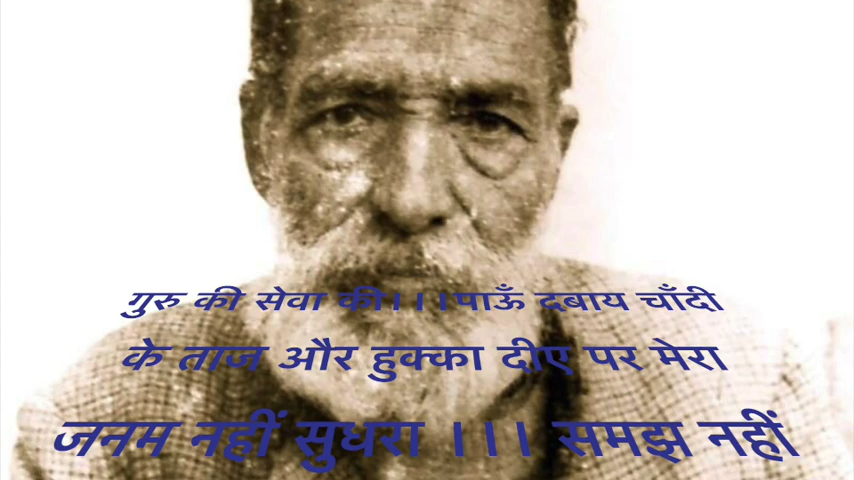 गुरु की सेवा की।।।पाऊँ दबाय चाँदी
के ताज और हुक्का दीए पर मेरा
जनम नहीं सुधरा ।।। समझ नहीं